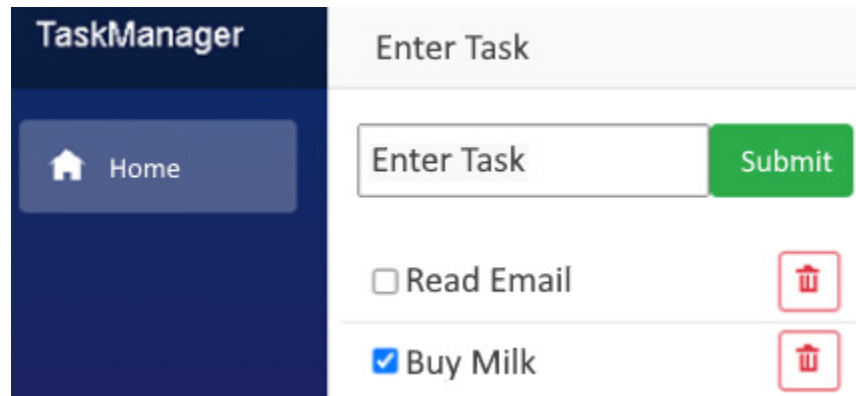 TaskManager
Home
Enter Task
Enter Task
Submit
Read Email
Buy Milk